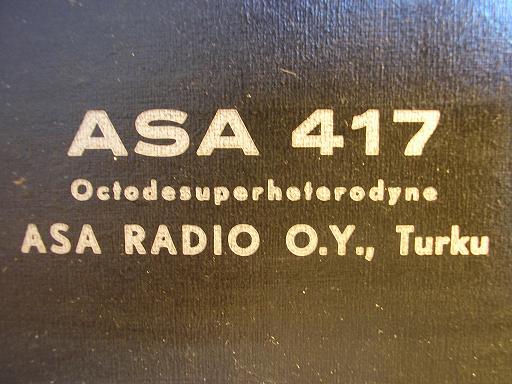 ASA 417
Octodesuperheterodyne
ASA RADIO O.Y., Turku